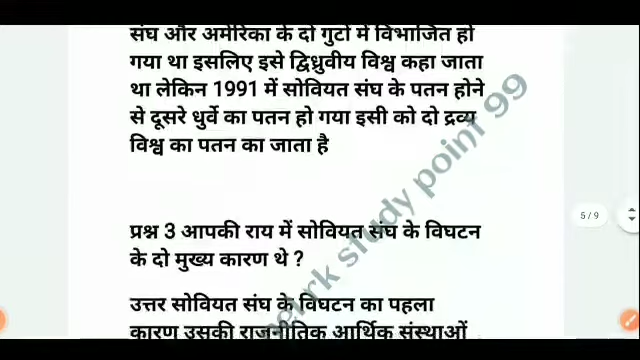 संघ और अमेरिका के दो गुटों में विभाजित हो
गया था इसलिए इसे द्विध्रुवीय विश्व कहा जाता
था लेकिन 1991 में सोवियत संघ के पतन होने
से दूसरे धुर्वे का पतन हो गया इसी को दो द्रव्य
विश्व का पतन का जाता है
5 / 9
प्रश्न 3 आपकी राय में सोवियत संघ के विघटन
के दो मुख्य कारण थे ?
उत्तर सोवियत संघ के विघटन का पहला
कारण उसकी राजनीतिक आर्थिक संस्थाओं
rk study point 99